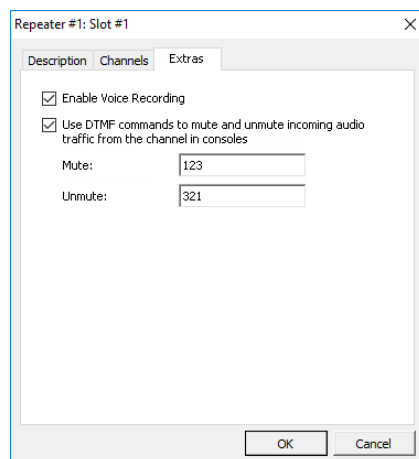 Repeater #1: Slot #1
Description Channels Extras
Enable Voice Recording
Use DTMF commands to mute and unmute incoming audio
traffic from the channel in consoles
Mute: 123
Unmute: 321
OK Cancel